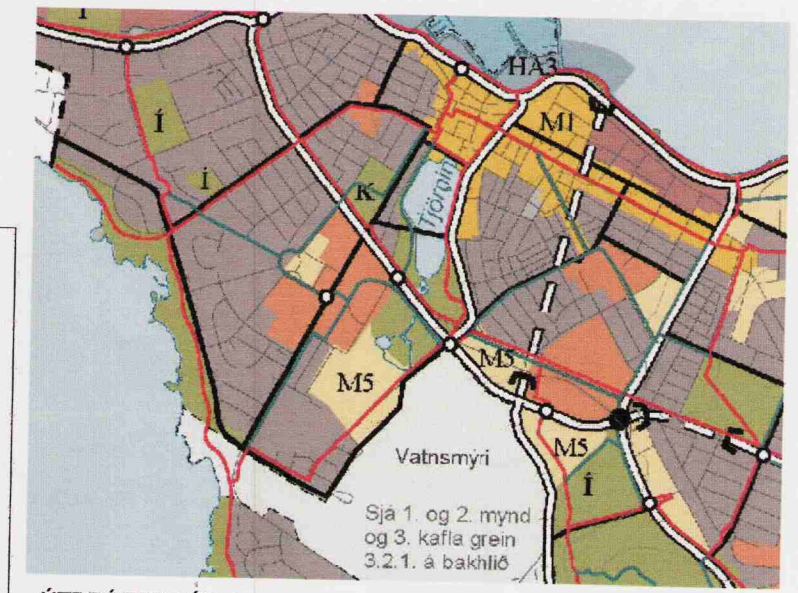 Í
HA3
Í
M1
Í
K
Tjörnin
M5
M5
M5
Í
Vatnsmýri
Sjá 1. og 2. mynd
og 3. kafla grein
3.2.1. á bakhlið